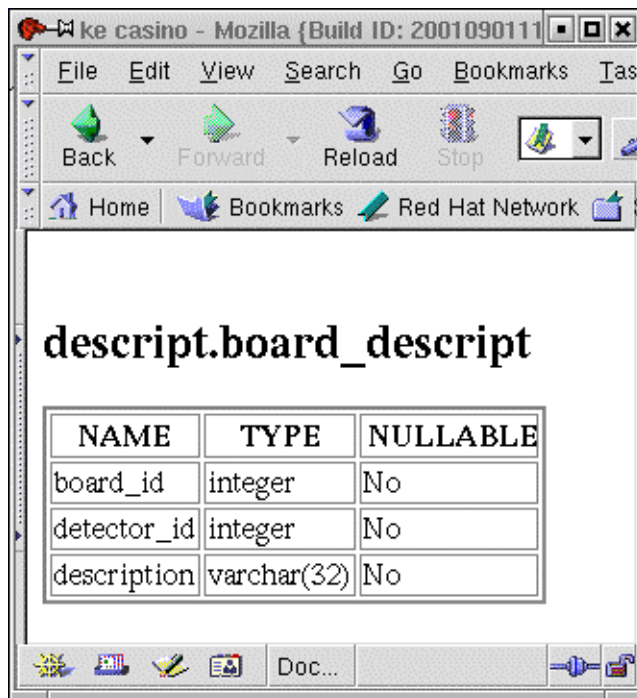 ke casino - Mozilla {Build ID: 2001090111
File Edit View Search Go Bookmarks Tas
Back Forward Reload Stop
Home Bookmarks Red Hat Network
descript.board_descript
NAME TYPE NULLABLE
board_id integer No
detector_id integer No
description varchar(32) No
Doc...